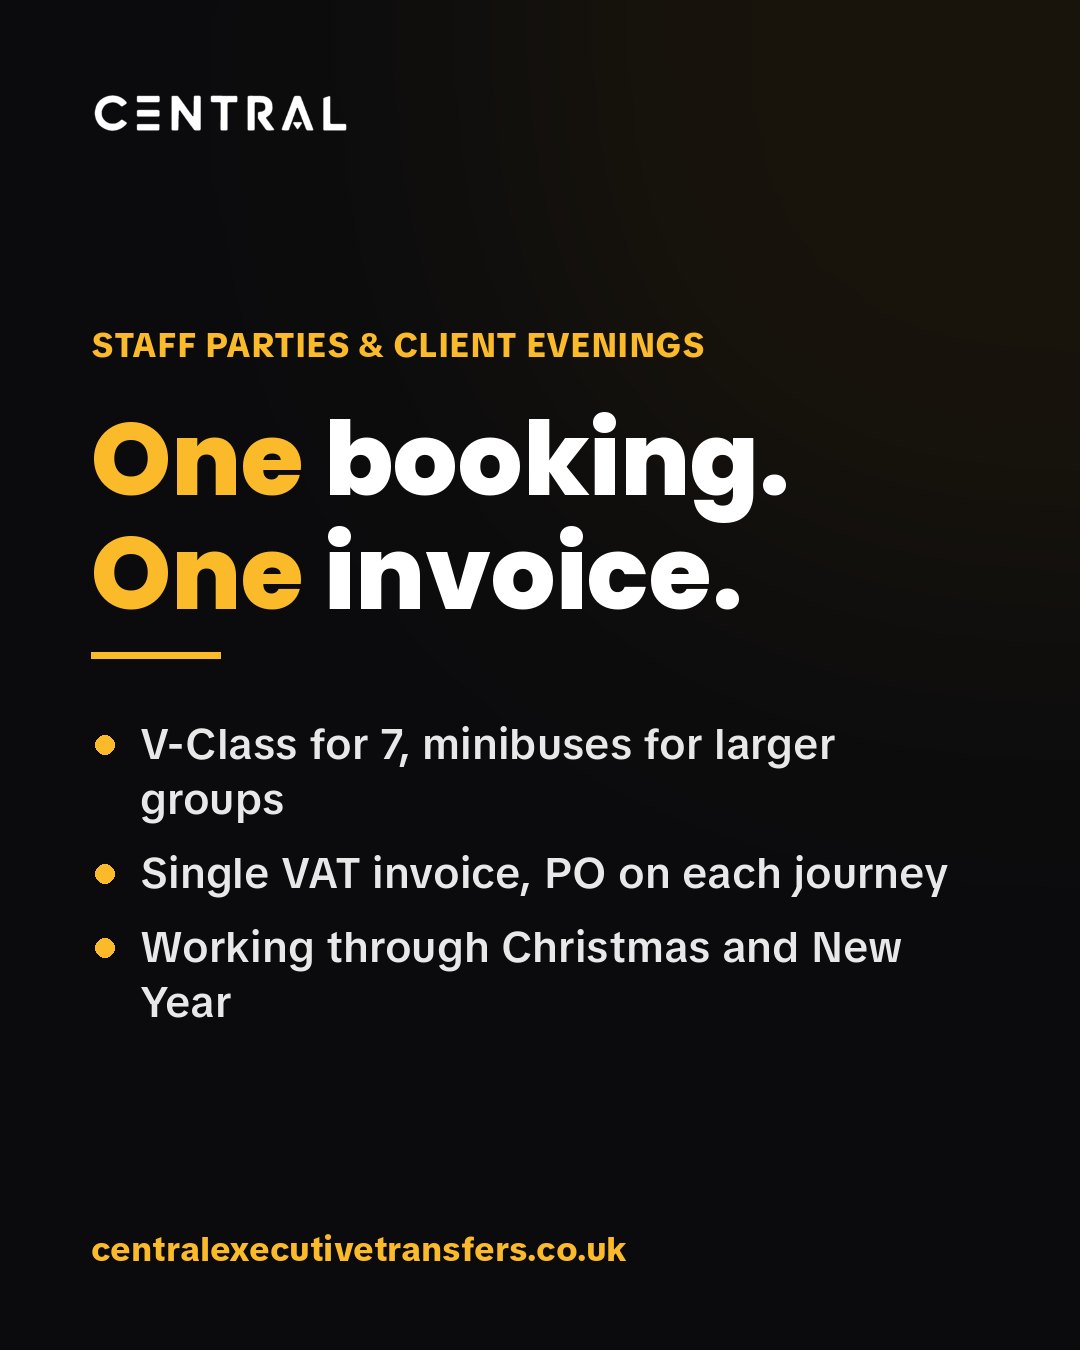 CENTRAL
STAFF PARTIES & CLIENT EVENINGS
One booking.
One invoice.
V-Class for 7, minibuses for larger
groups
Single VAT invoice, PO on each journey
Working through Christmas and New
Year
centralexecutivetransfers.co.uk